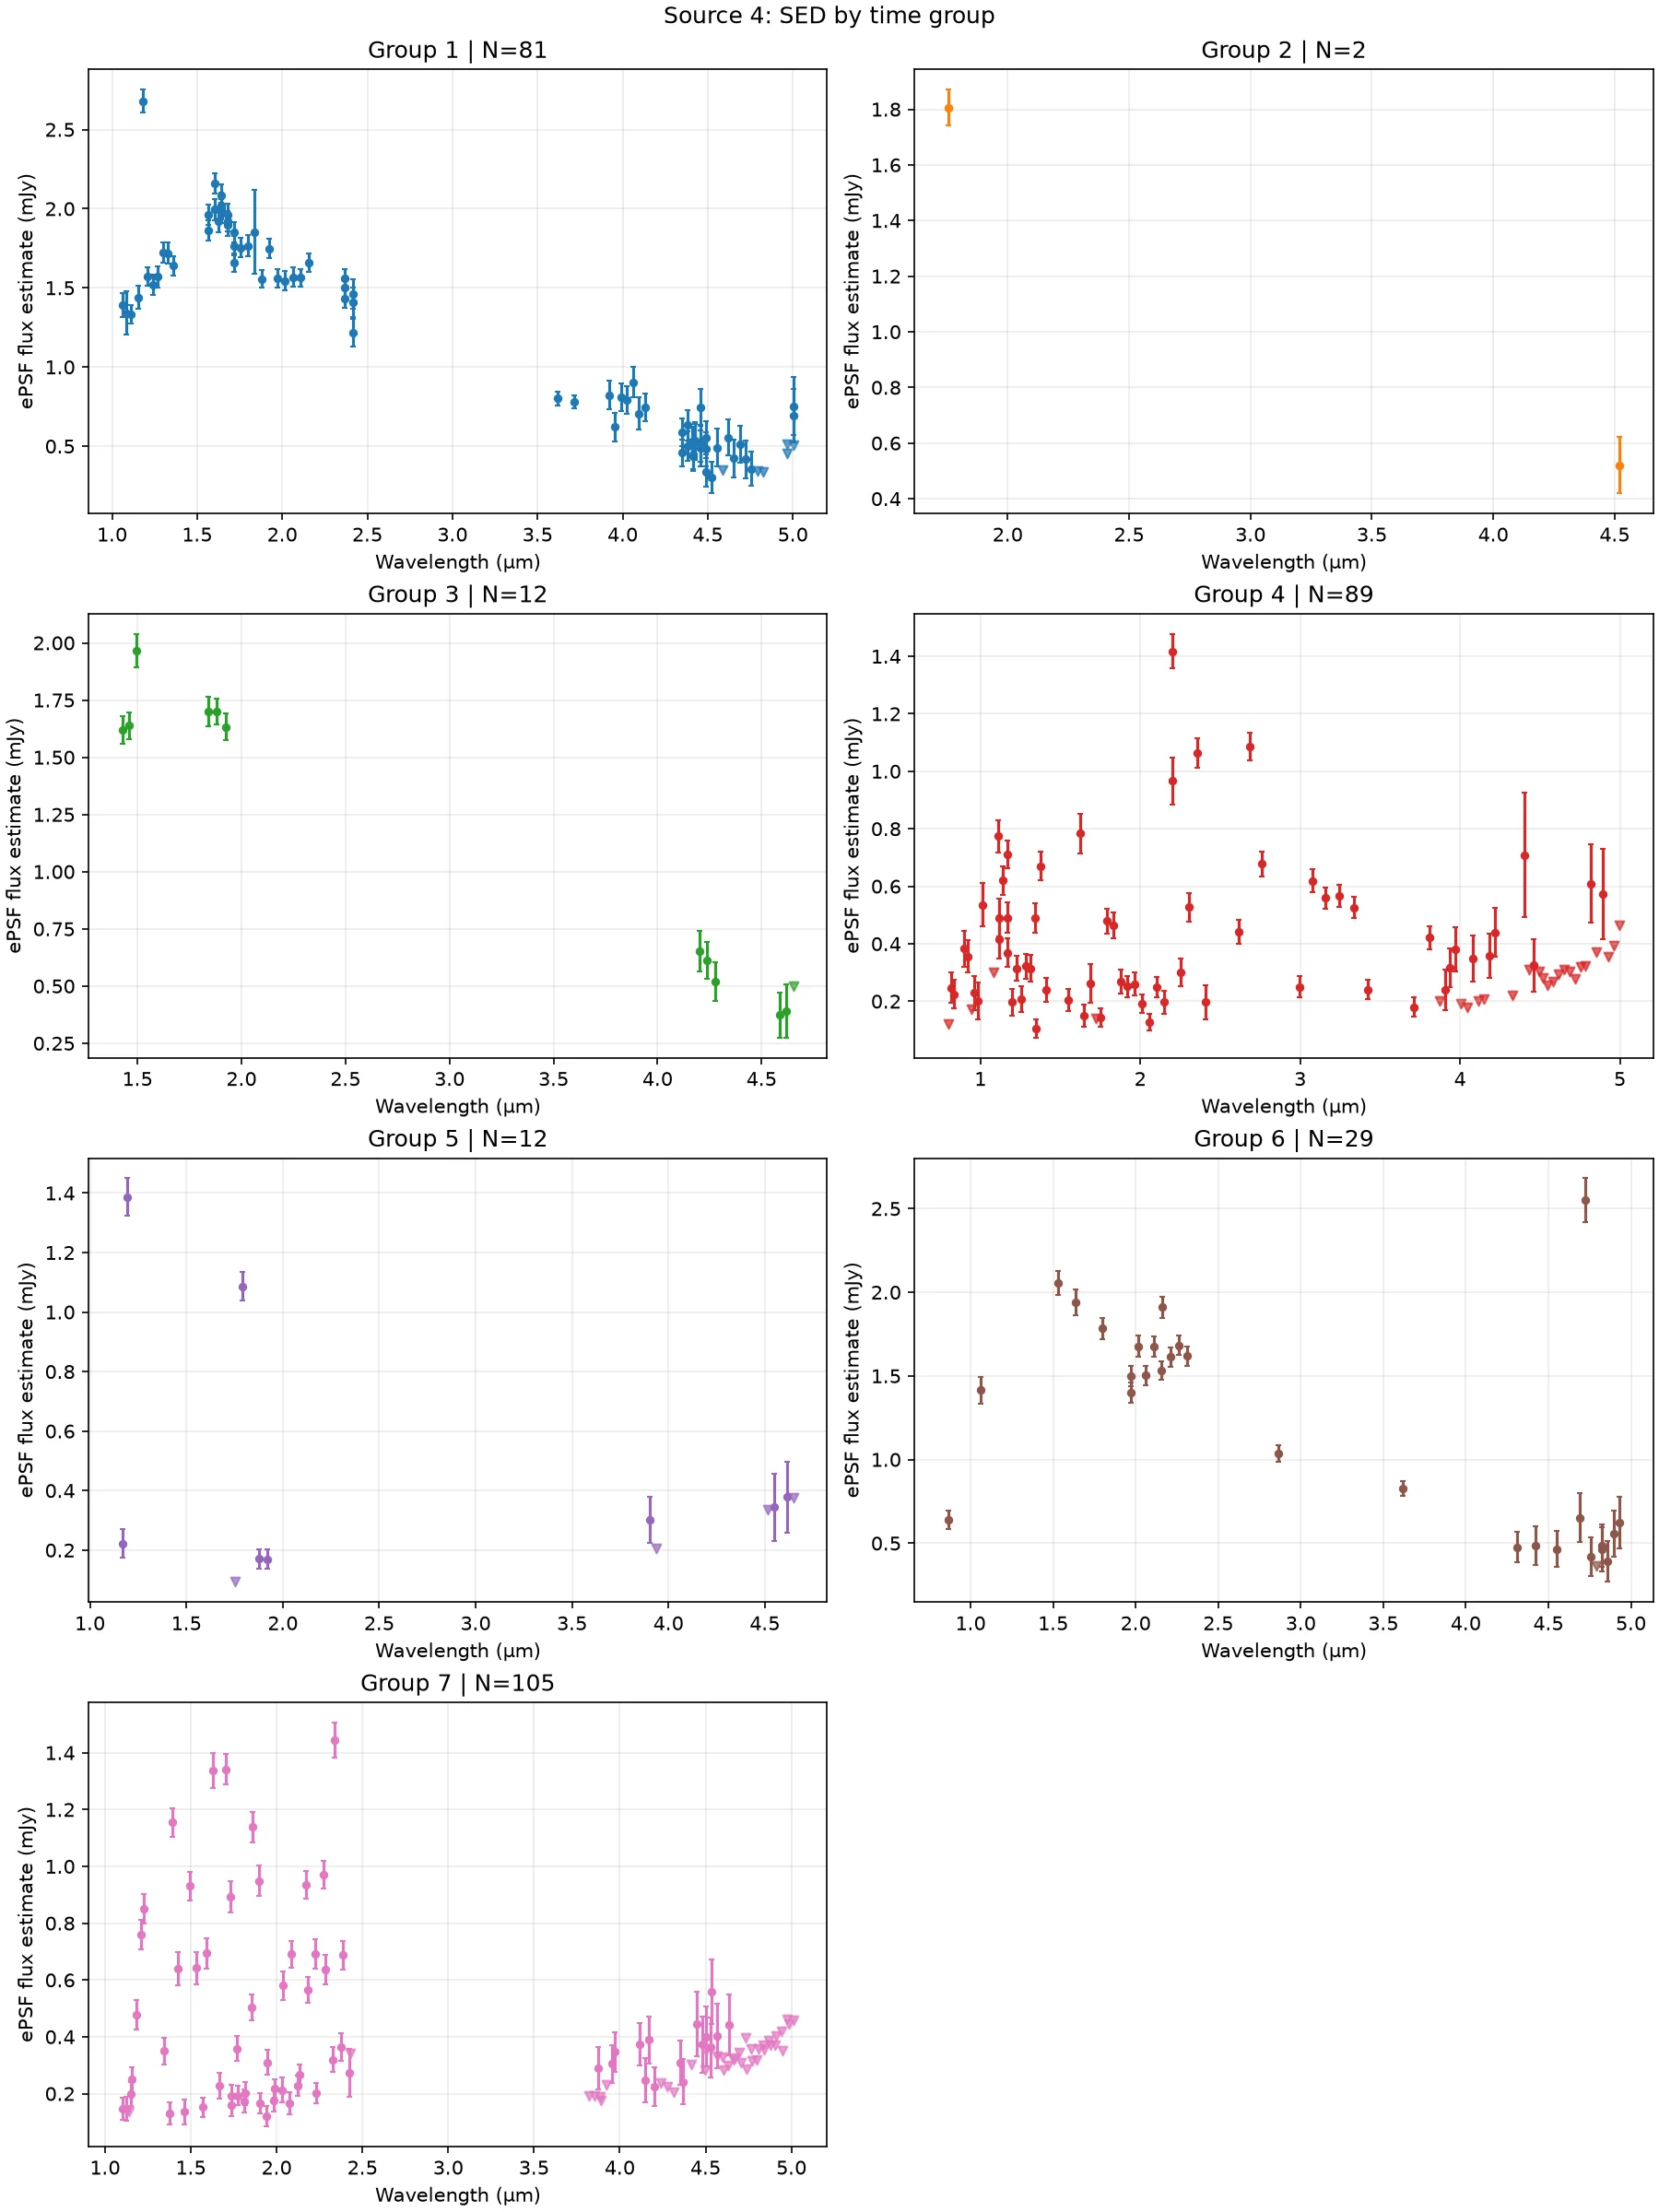 Source 4: SED by time group
Group 1 | N=81
ePSF flux estimate (mJy)
2.5
2.0
1.5
1.0
0.5
1.0 1.5 2.0 2.5 3.0 3.5 4.0 4.5 5.0
Wavelength (µm)
Group 2 | N=2
ePSF flux estimate (mJy)
1.8
1.6
1.4
1.2
1.0
0.8
0.6
0.4
2.0 2.5 3.0 3.5 4.0 4.5
Wavelength (µm)
Group 3 | N=12
ePSF flux estimate (mJy)
2.00
1.75
1.50
1.25
1.00
0.75
0.50
0.25
1.5 2.0 2.5 3.0 3.5 4.0 4.5
Wavelength (µm)
Group 4 | N=89
ePSF flux estimate (mJy)
1.4
1.2
1.0
0.8
0.6
0.4
0.2
1 2 3 4 5
Wavelength (µm)
Group 5 | N=12
ePSF flux estimate (mJy)
1.4
1.2
1.0
0.8
0.6
0.4
0.2
1.0 1.5 2.0 2.5 3.0 3.5 4.0 4.5
Wavelength (µm)
Group 6 | N=29
ePSF flux estimate (mJy)
2.5
2.0
1.5
1.0
0.5
1.0 1.5 2.0 2.5 3.0 3.5 4.0 4.5 5.0
Wavelength (µm)
Group 7 | N=105
ePSF flux estimate (mJy)
1.4
1.2
1.0
0.8
0.6
0.4
0.2
1.0 1.5 2.0 2.5 3.0 3.5 4.0 4.5 5.0
Wavelength (µm)